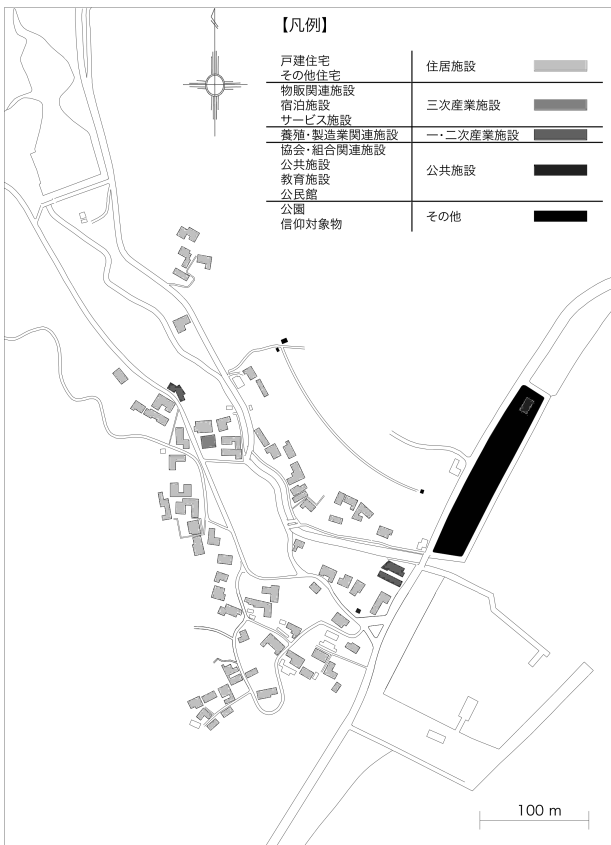 【凡例】
戸建住宅
その他住宅
住居施設
物販関連施設
宿泊施設
サービス施設
三次産業施設
養殖・製造業関連施設
一・二次産業施設
協会・組合関連施設
公共施設
教育施設
公民館
公共施設
公園
信仰対象物
その他
100 m